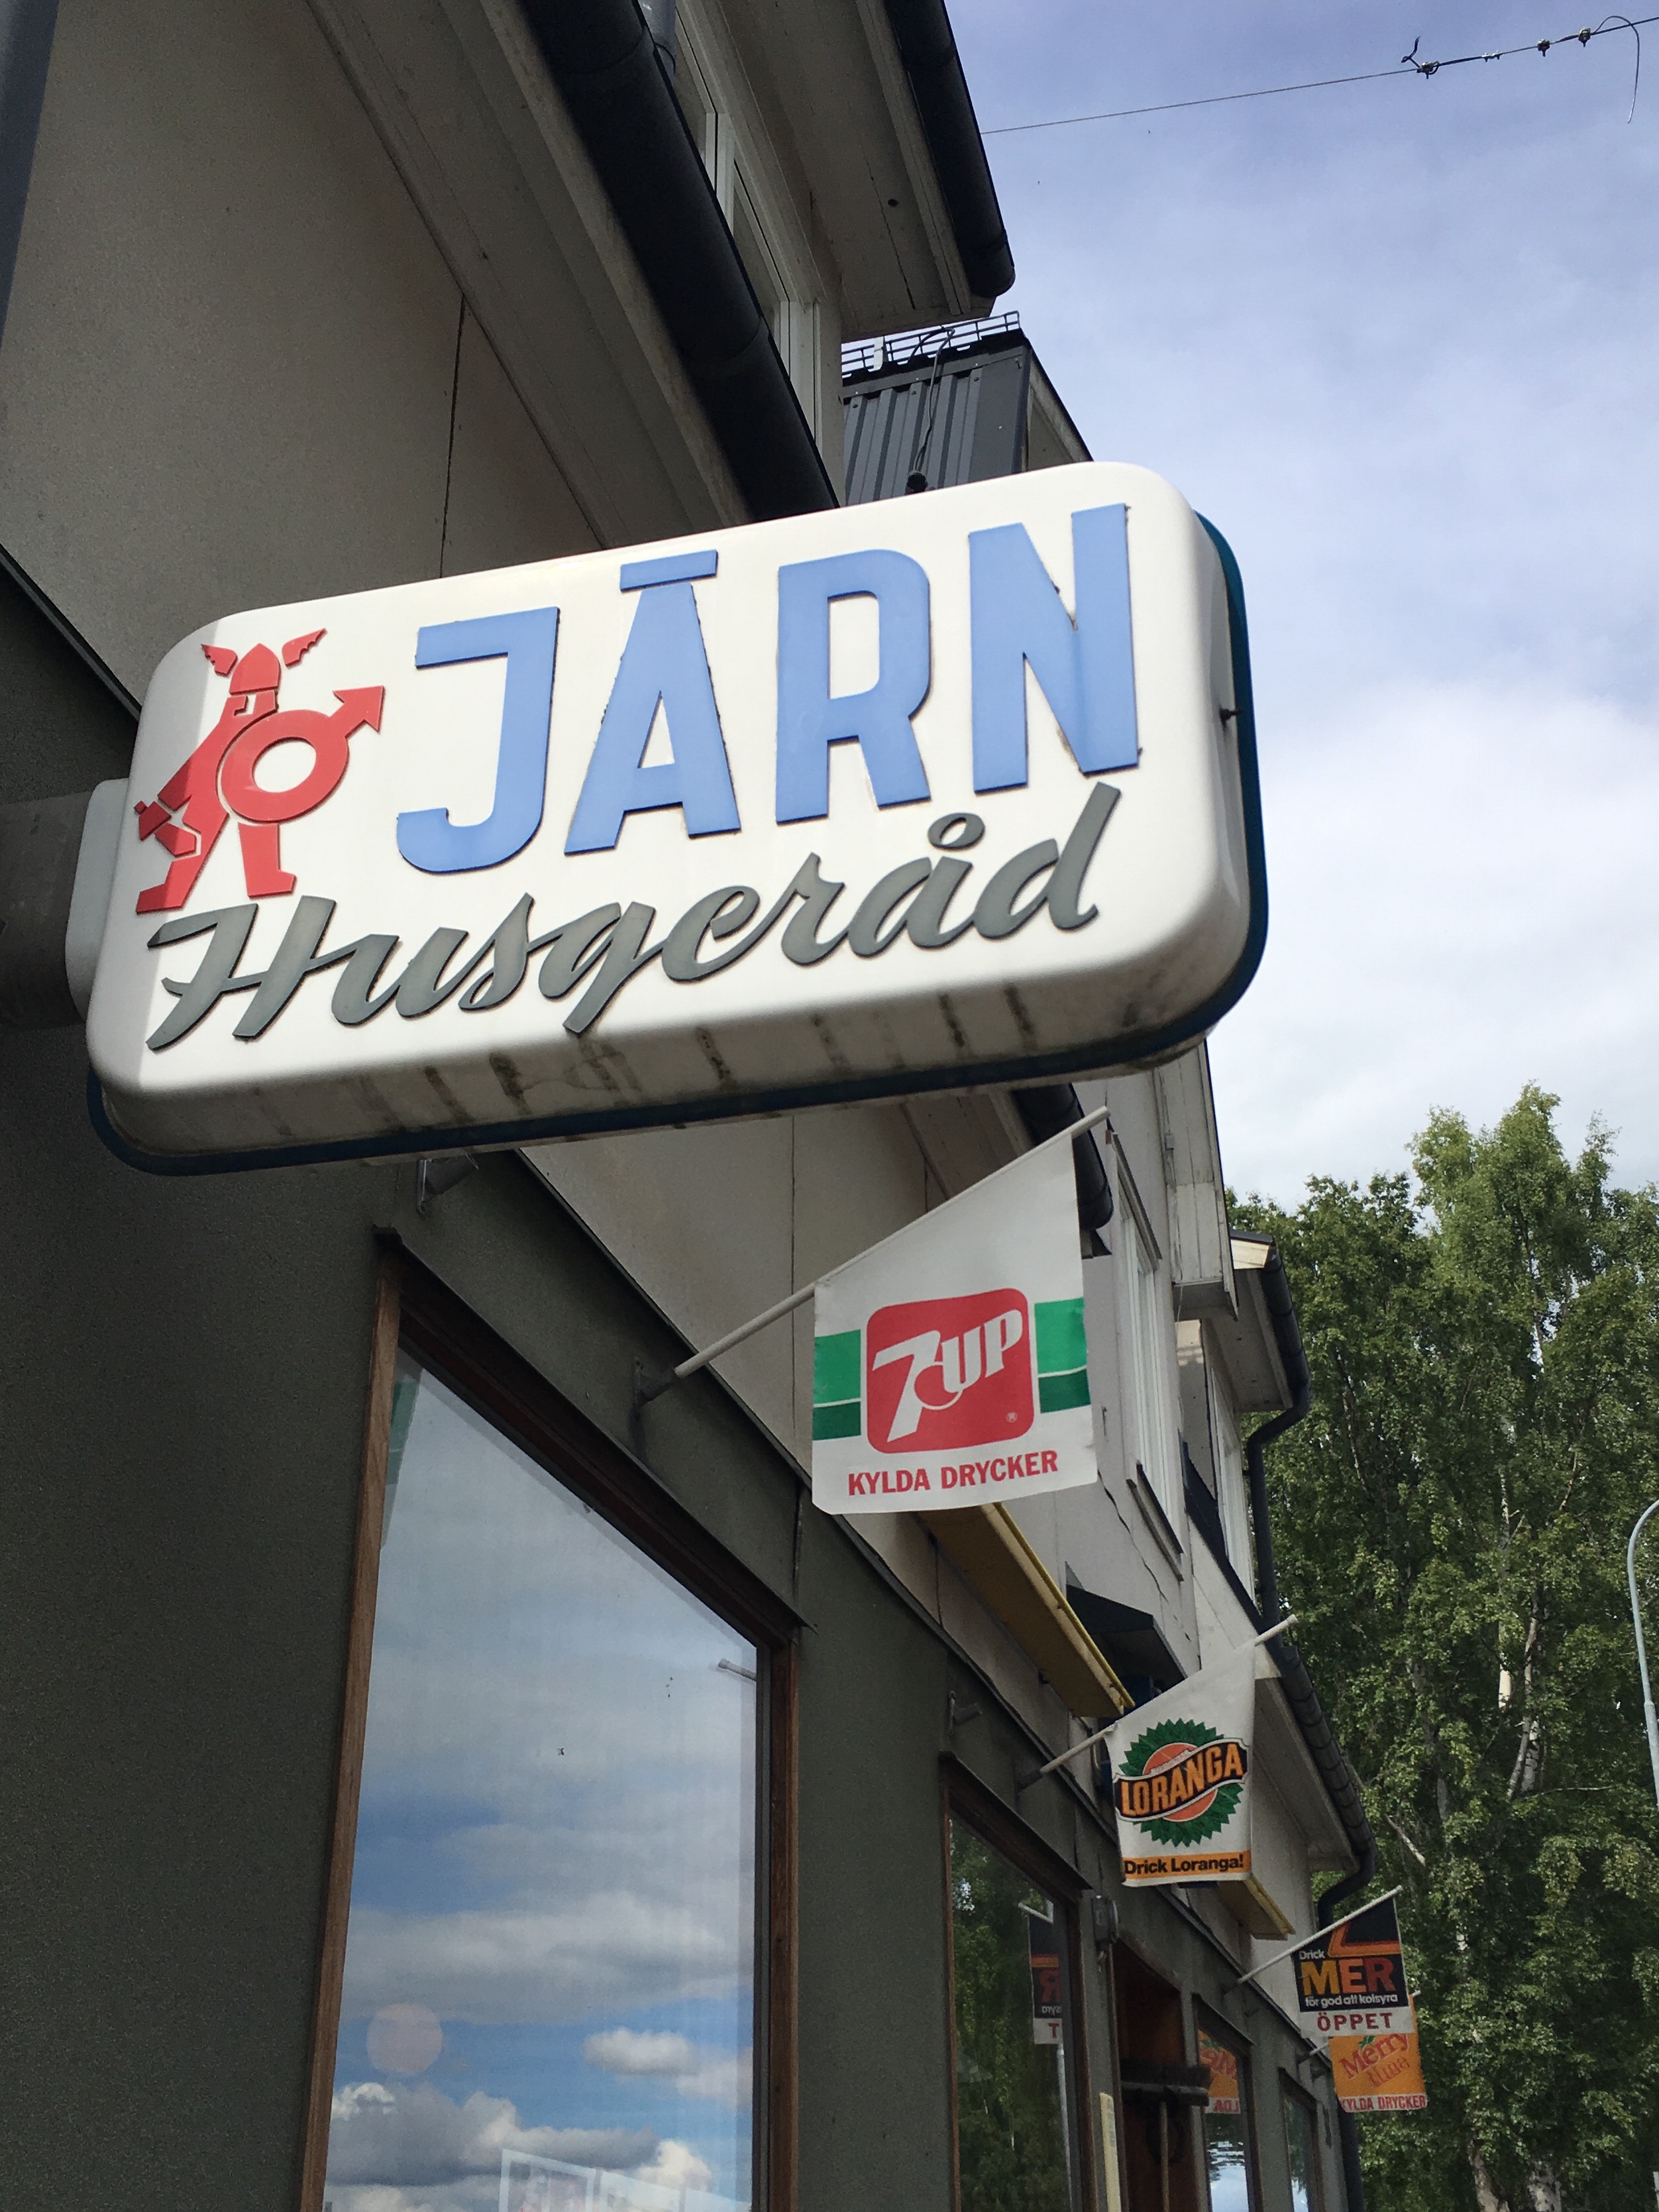 JÄRN
Husgeråd
7UP
®
KYLDA DRYCKER
LORANGA
Drick Loranga!
Drick
MER
för god att kolsyra
ÖPPET
Merry
KYLDA DRYCKER